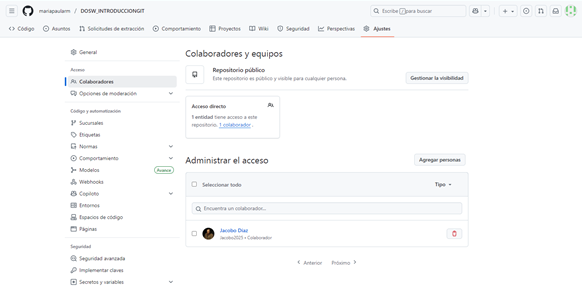 mariapaulaim / DOSW_INTRODUCCIONGIT
Escribe / para buscar
Código Asuntos Solicitudes de extracción Comportamiento Proyectos Wiki Seguridad Perspectivas Ajustes
General
Acceso
Colaboradores
Opciones de moderación
Código y automatización
Sucursales
Etiquetas
Normas
Comportamiento
Modelos Avance
Webhooks
Copiloto
Entornos
Espacios de código
Páginas
Seguridad
Seguridad avanzada
Implementar claves
Secretos y variables
Colaboradores y equipos
Repositorio público
Este repositorio es público y visible para cualquier persona.
Gestionar la visibilidad
Acceso directo
1 entidad tiene acceso a este
repositorio. 1 colaborador .
Administrar el acceso
Agregar personas
Seleccionar todo Tipo
Encuentra un colaborador...
Jacobo Diaz
Jacobo2025 • Colaborador
Anterior Próximo